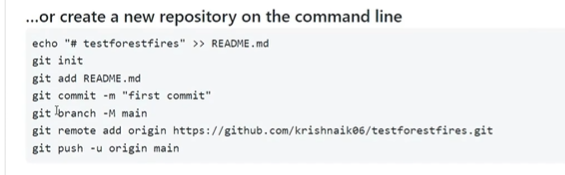 ...or create a new repository on the command line
echo "# testforestfires" >> README.md
git init
git add README.md
git commit -m "first commit"
git branch -M main
git remote add origin https://github.com/krishnaik06/testforestfires.git
git push -u origin main